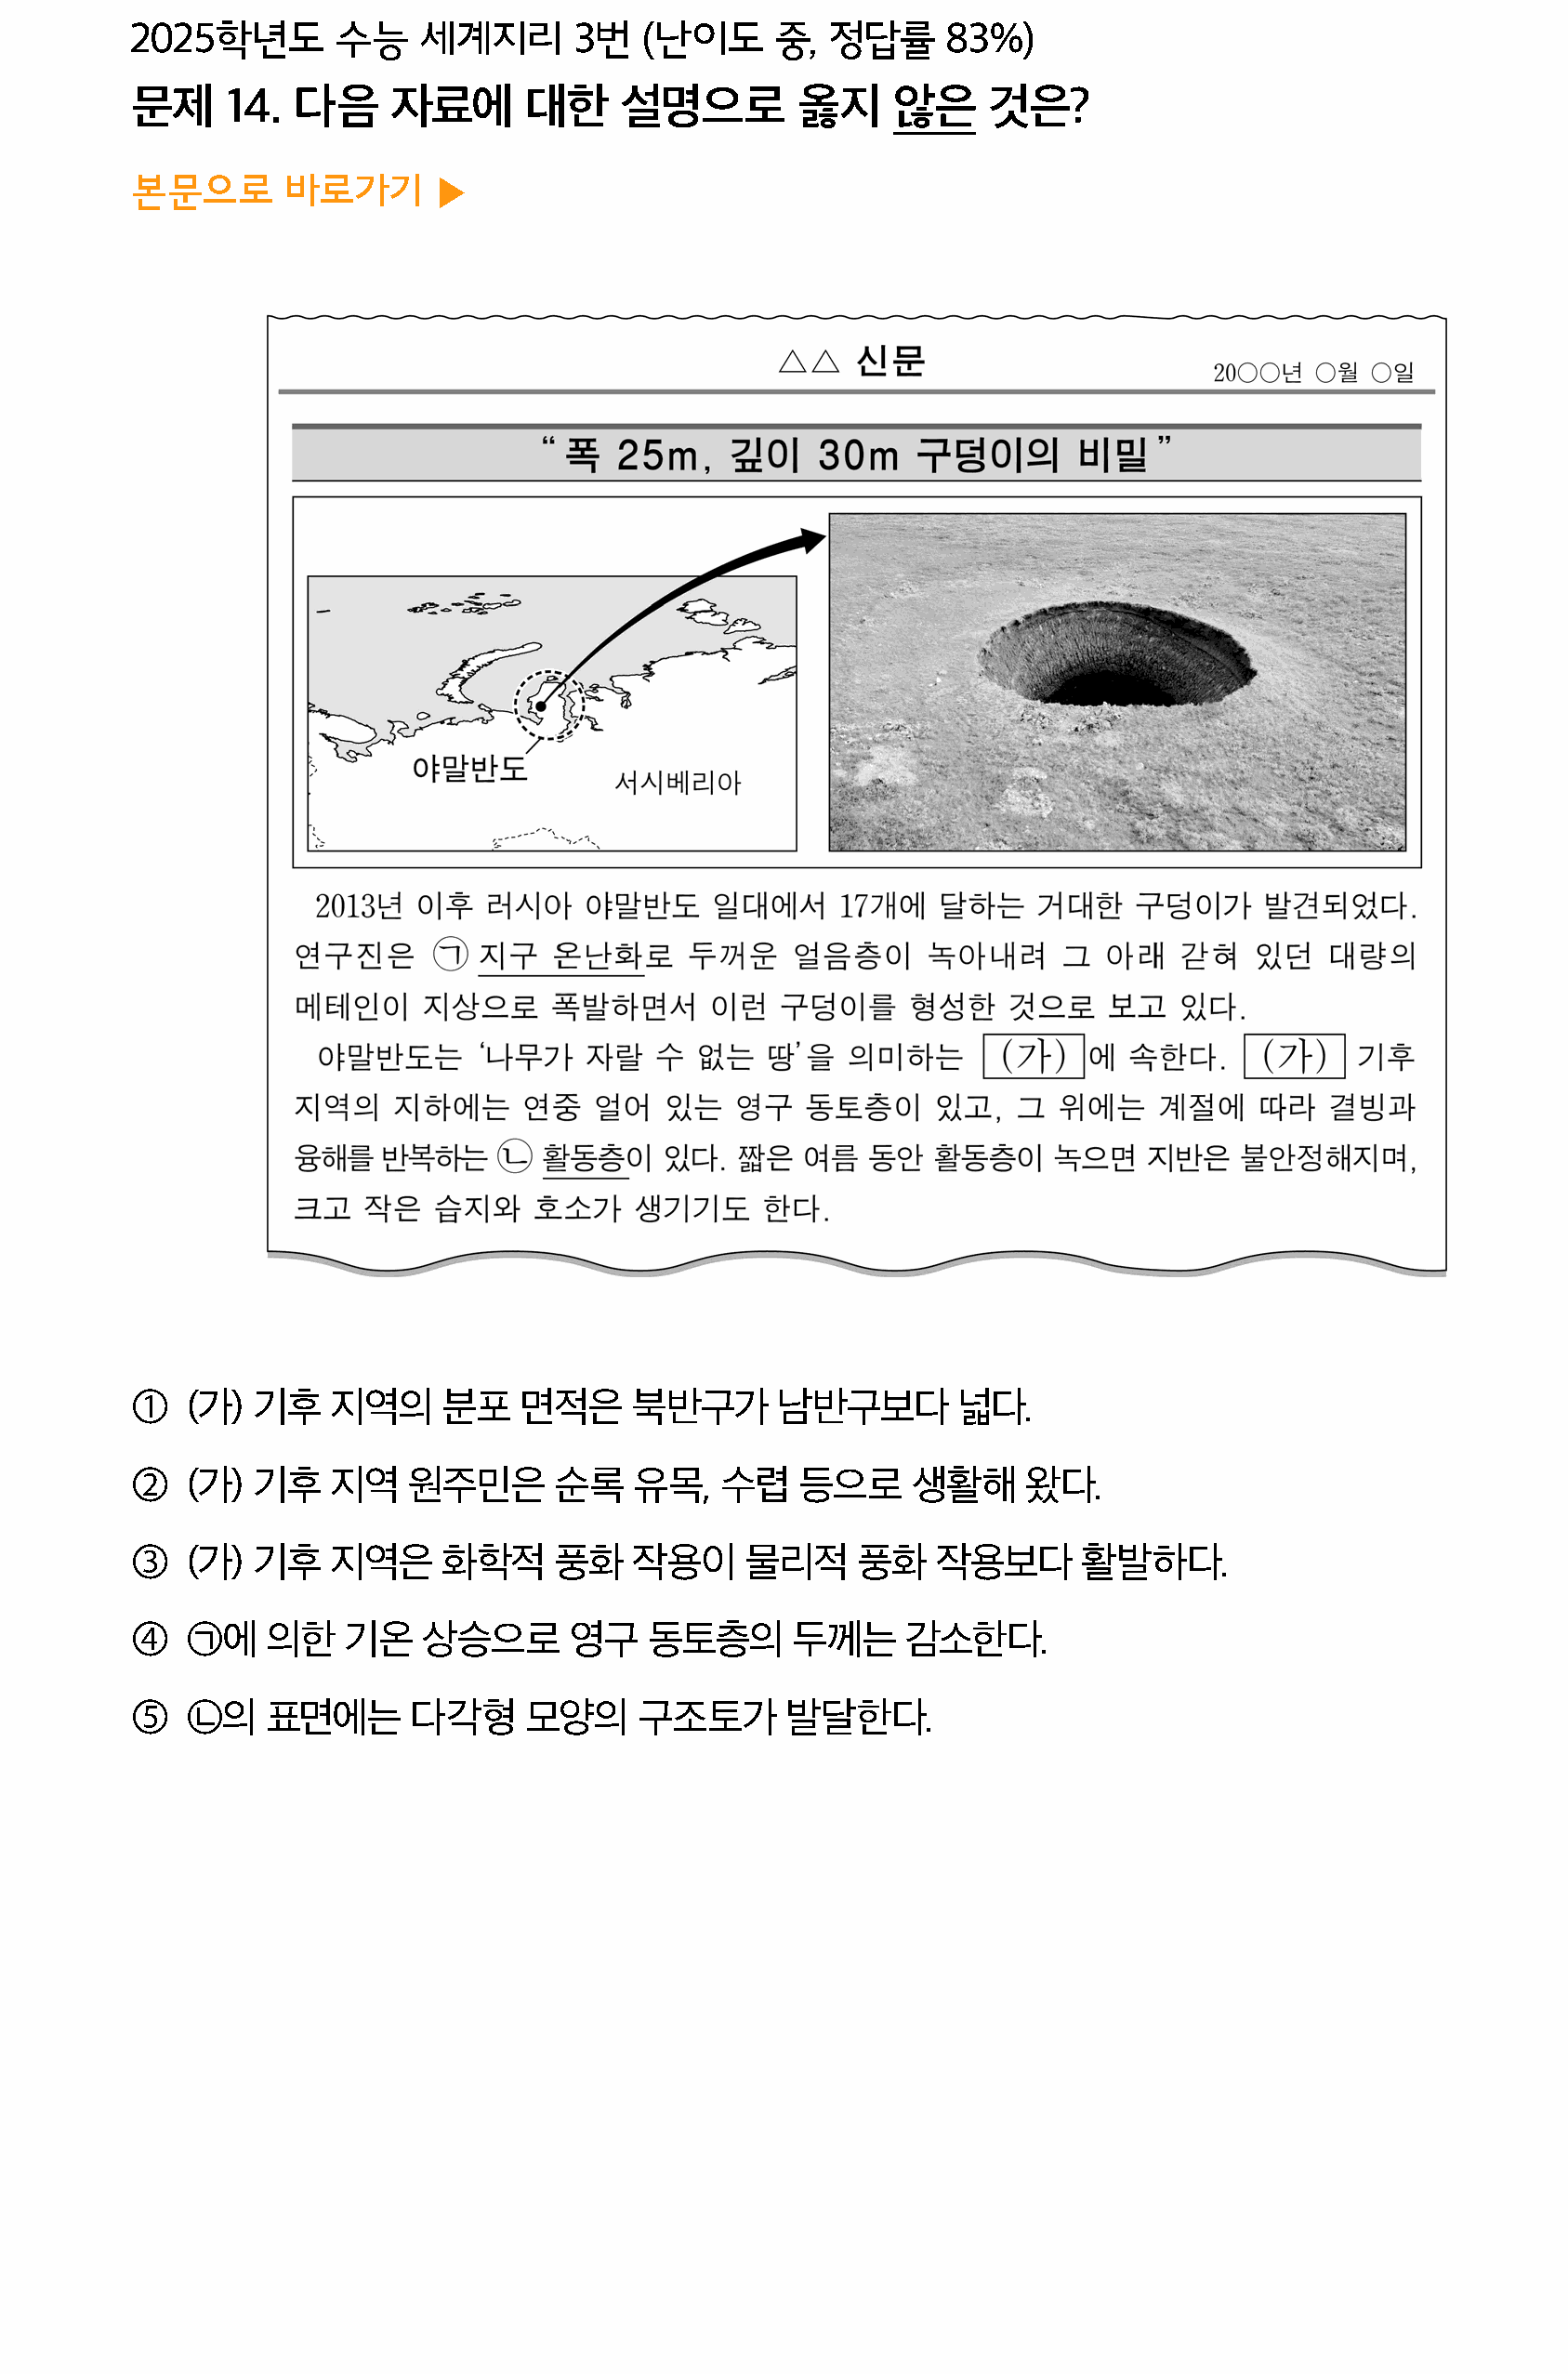 2025학년도 수능 세계지리 3번 (난이도 중, 정답률 83%)
문제 14. 다음 자료에 대한 설명으로 옳지 않은 것은?
본문으로 바로가기 ▶
△△ 신문
20○○년 ○월 ○일
“폭 25m, 깊이 30m 구덩이의 비밀”
야말반도
서시베리아
2013년 이후 러시아 야말반도 일대에서 17개에 달하는 거대한 구덩이가 발견되었다.
연구진은 ㉠ 지구 온난화로 두꺼운 얼음층이 녹아내려 그 아래 갇혀 있던 대량의
메테인이 지상으로 폭발하면서 이런 구덩이를 형성한 것으로 보고 있다.
야말반도는 ‘나무가 자랄 수 없는 땅’을 의미하는 (가) 에 속한다. (가) 기후
지역의 지하에는 연중 얼어 있는 영구 동토층이 있고, 그 위에는 계절에 따라 결빙과
융해를 반복하는 ㉡ 활동층이 있다. 짧은 여름 동안 활동층이 녹으면 지반은 불안정해지며,
크고 작은 습지와 호소가 생기기도 한다.
① (가) 기후 지역의 분포 면적은 북반구가 남반구보다 넓다.
② (가) 기후 지역 원주민은 순록 유목, 수렵 등으로 생활해 왔다.
③ (가) 기후 지역은 화학적 풍화 작용이 물리적 풍화 작용보다 활발하다.
④ ㉠에 의한 기온 상승으로 영구 동토층의 두께는 감소한다.
⑤ ㉡의 표면에는 다각형 모양의 구조토가 발달한다.